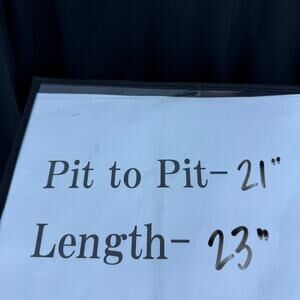 Pit to Pit- 21"
Length- 23"